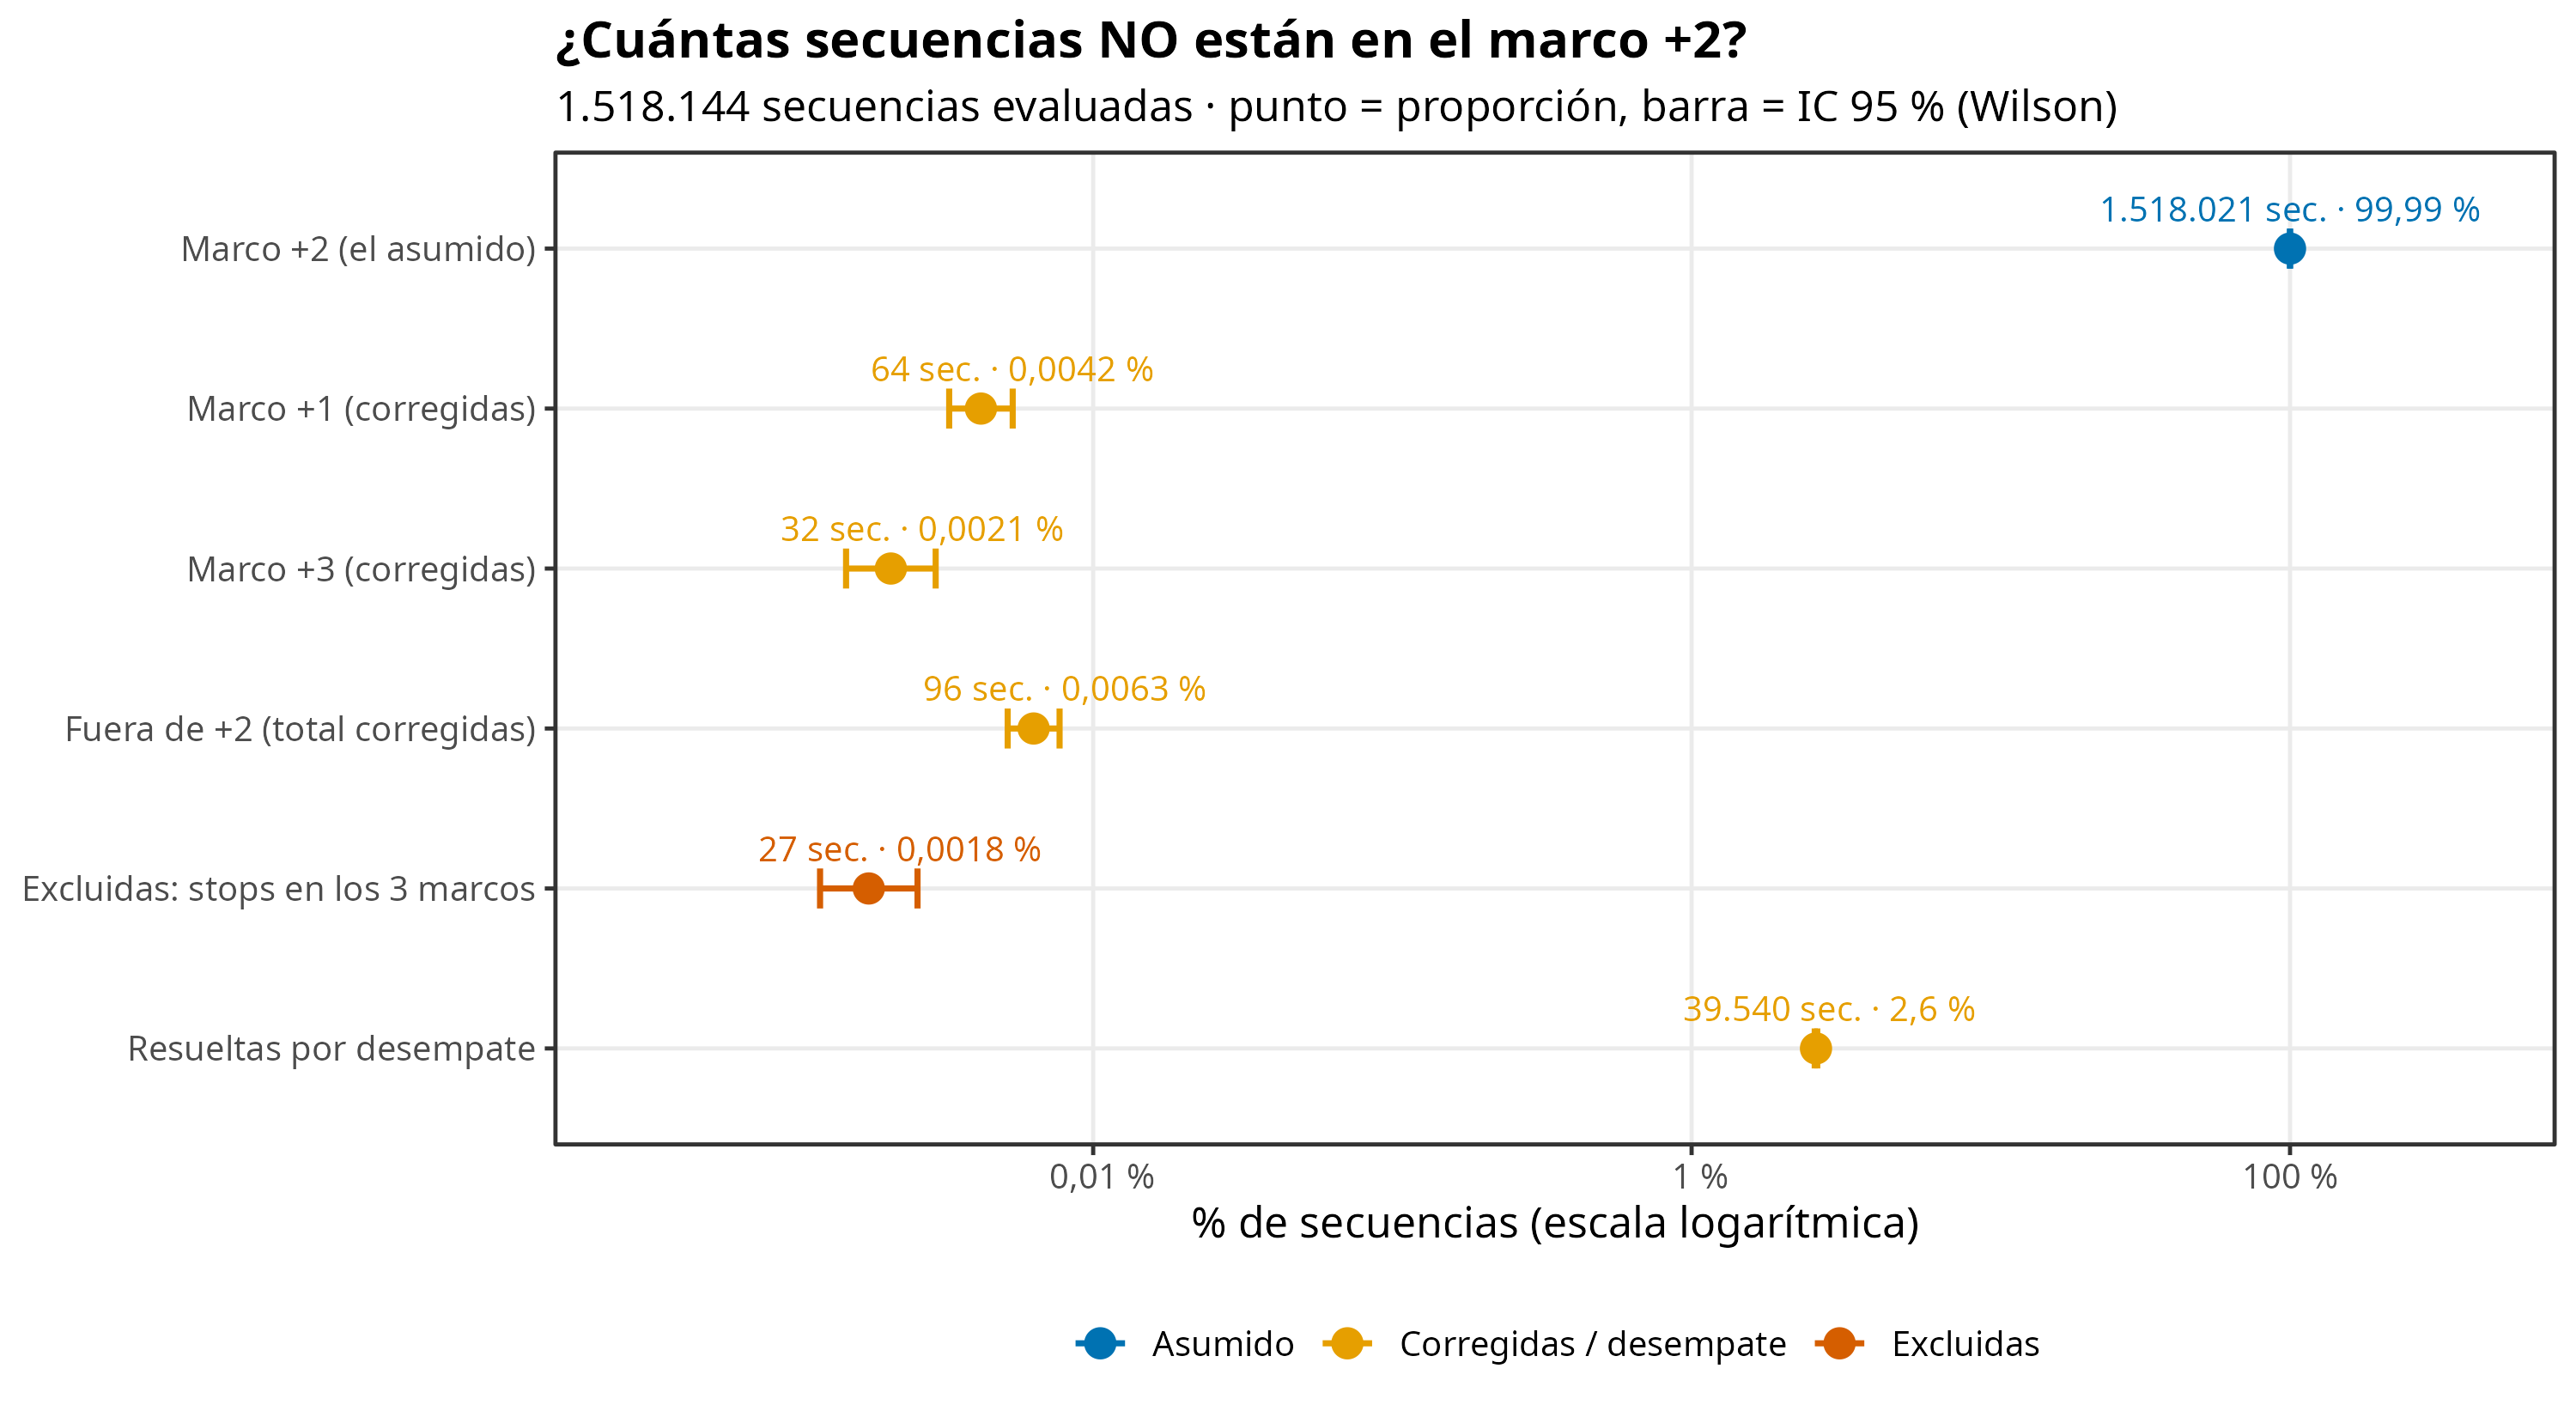 ¿Cuántas secuencias NO están en el marco +2?
1.518.144 secuencias evaluadas · punto = proporción, barra = IC 95 % (Wilson)
1.518.021 sec. · 99,99 %
Marco +2 (el asumido)
64 sec. · 0,0042 %
Marco +1 (corregidas)
32 sec. · 0,0021 %
Marco +3 (corregidas)
96 sec. · 0,0063 %
Fuera de +2 (total corregidas)
27 sec. · 0,0018 %
Excluidas: stops en los 3 marcos
39.540 sec. · 2,6 %
Resueltas por desempate
0,01 % 1 % 100 %
% de secuencias (escala logarítmica)
Asumido Corregidas / desempate Excluidas